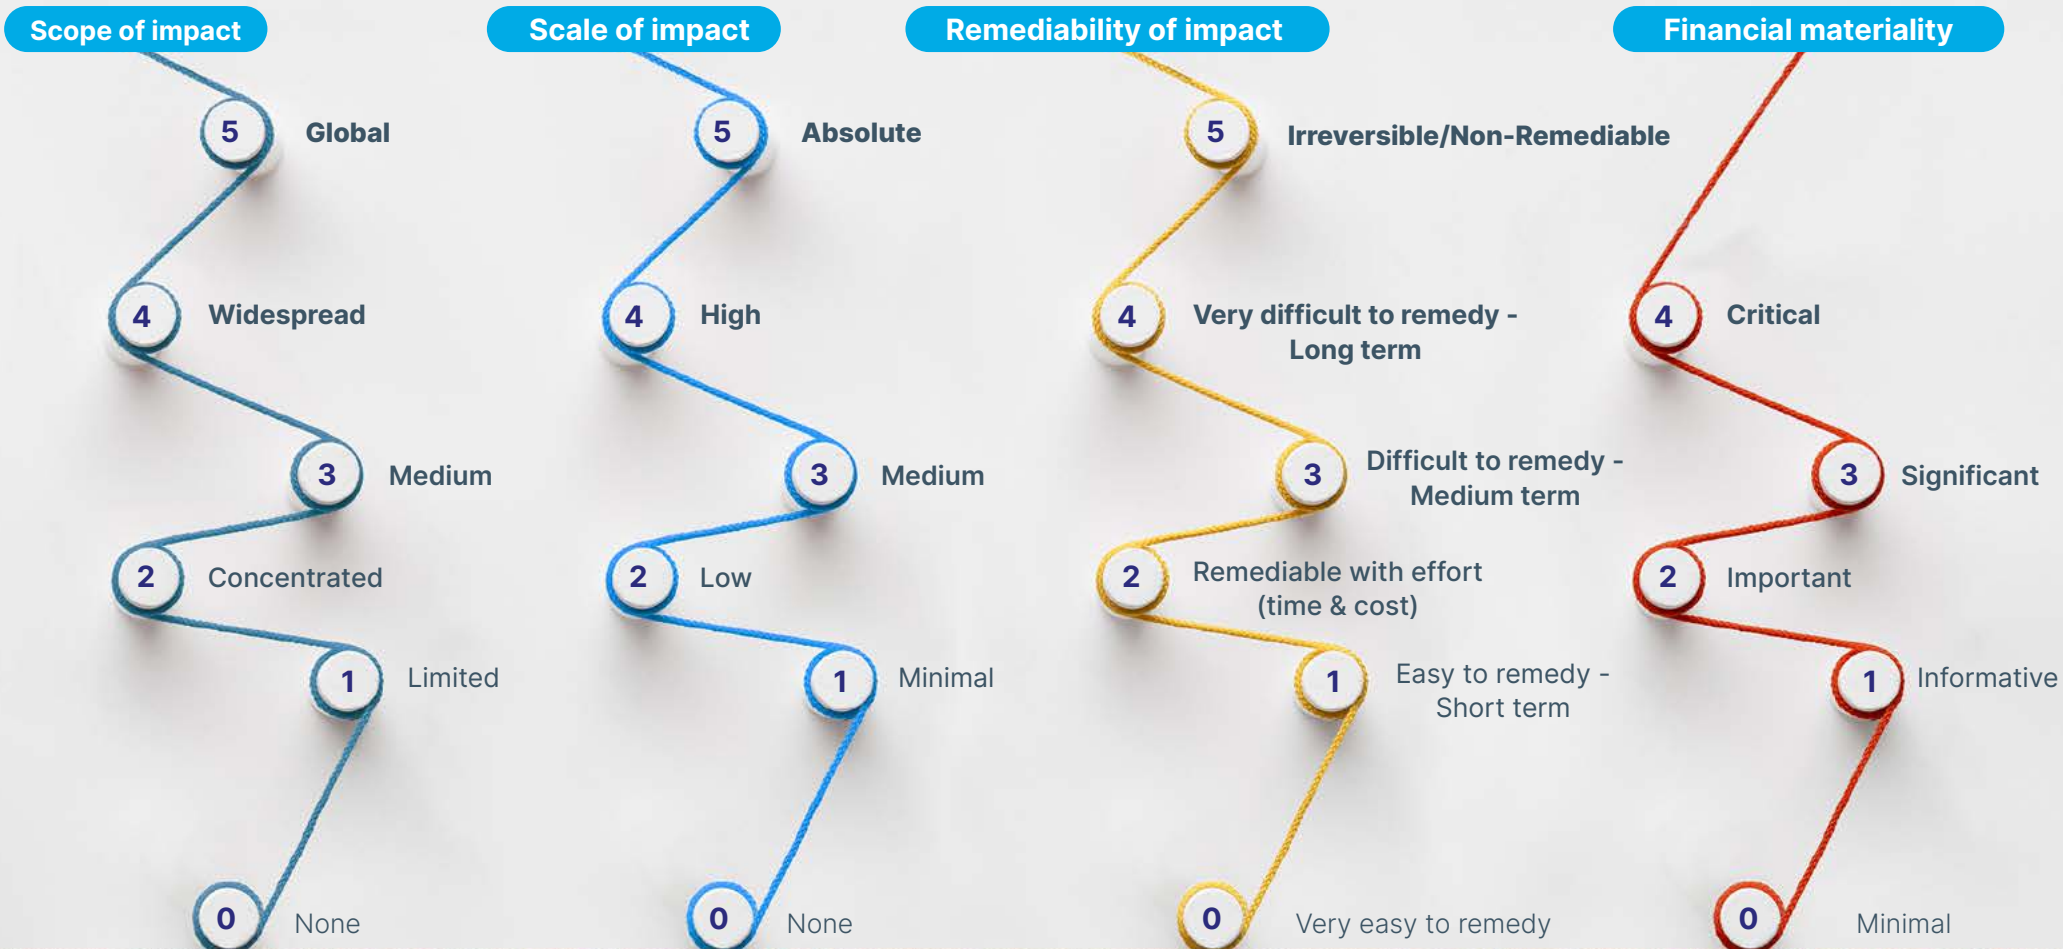 Scope of impact
5 Global
4 Widespread
3 Medium
2 Concentrated
1 Limited
0 None
Scale of impact
5 Absolute
4 High
3 Medium
2 Low
1 Minimal
0 None
Remediability of impact
5 Irreversible/Non-Remediable
4 Very difficult to remedy -
Long term
3 Difficult to remedy -
Medium term
2 Remediable with effort
(time & cost)
1 Easy to remedy -
Short term
0 Very easy to remedy
Financial materiality
4 Critical
3 Significant
2 Important
1 Informative
0 Minimal